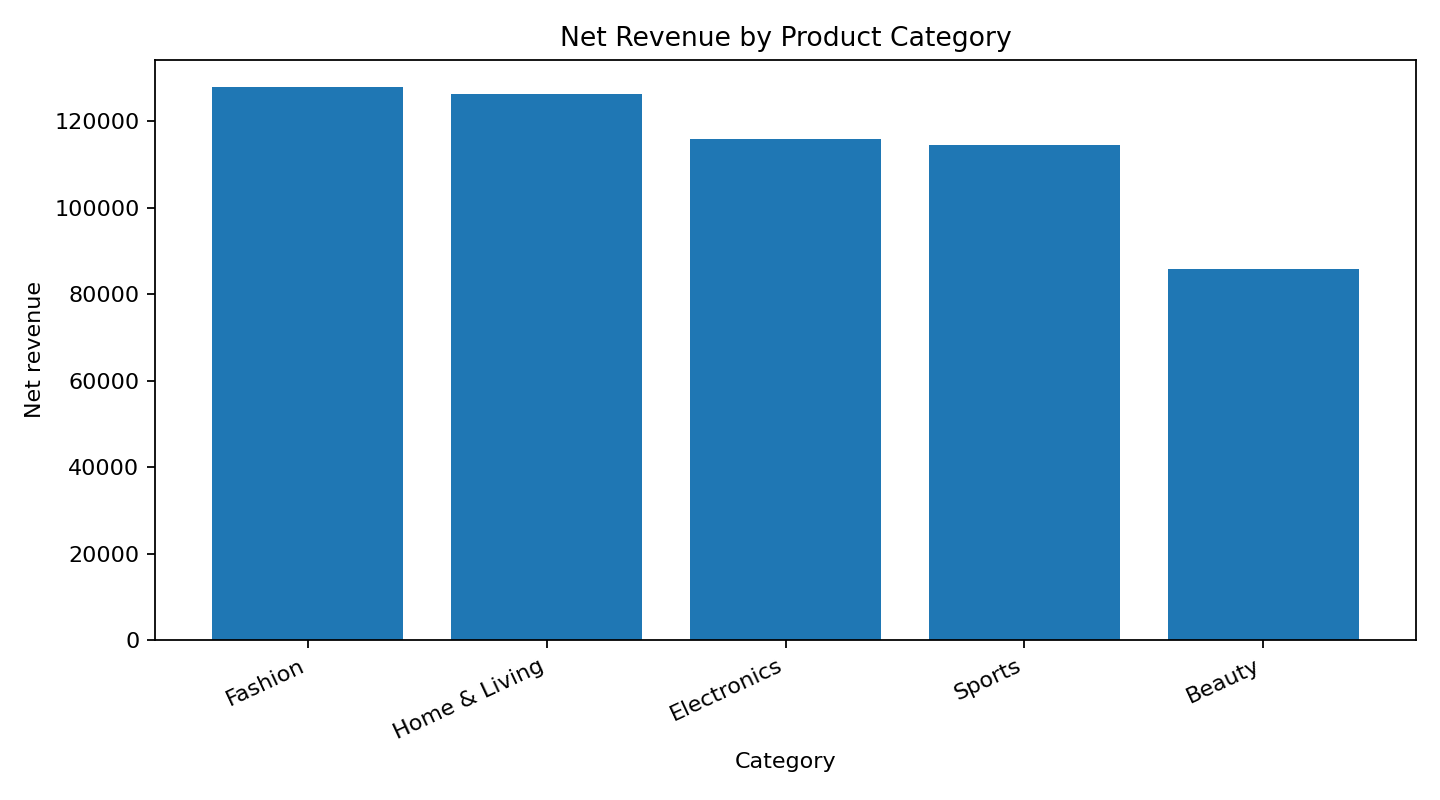 Net Revenue by Product Category
Net revenue
120000
100000
80000
60000
40000
20000
0
Fashion
Home & Living
Electronics
Sports
Beauty
Category